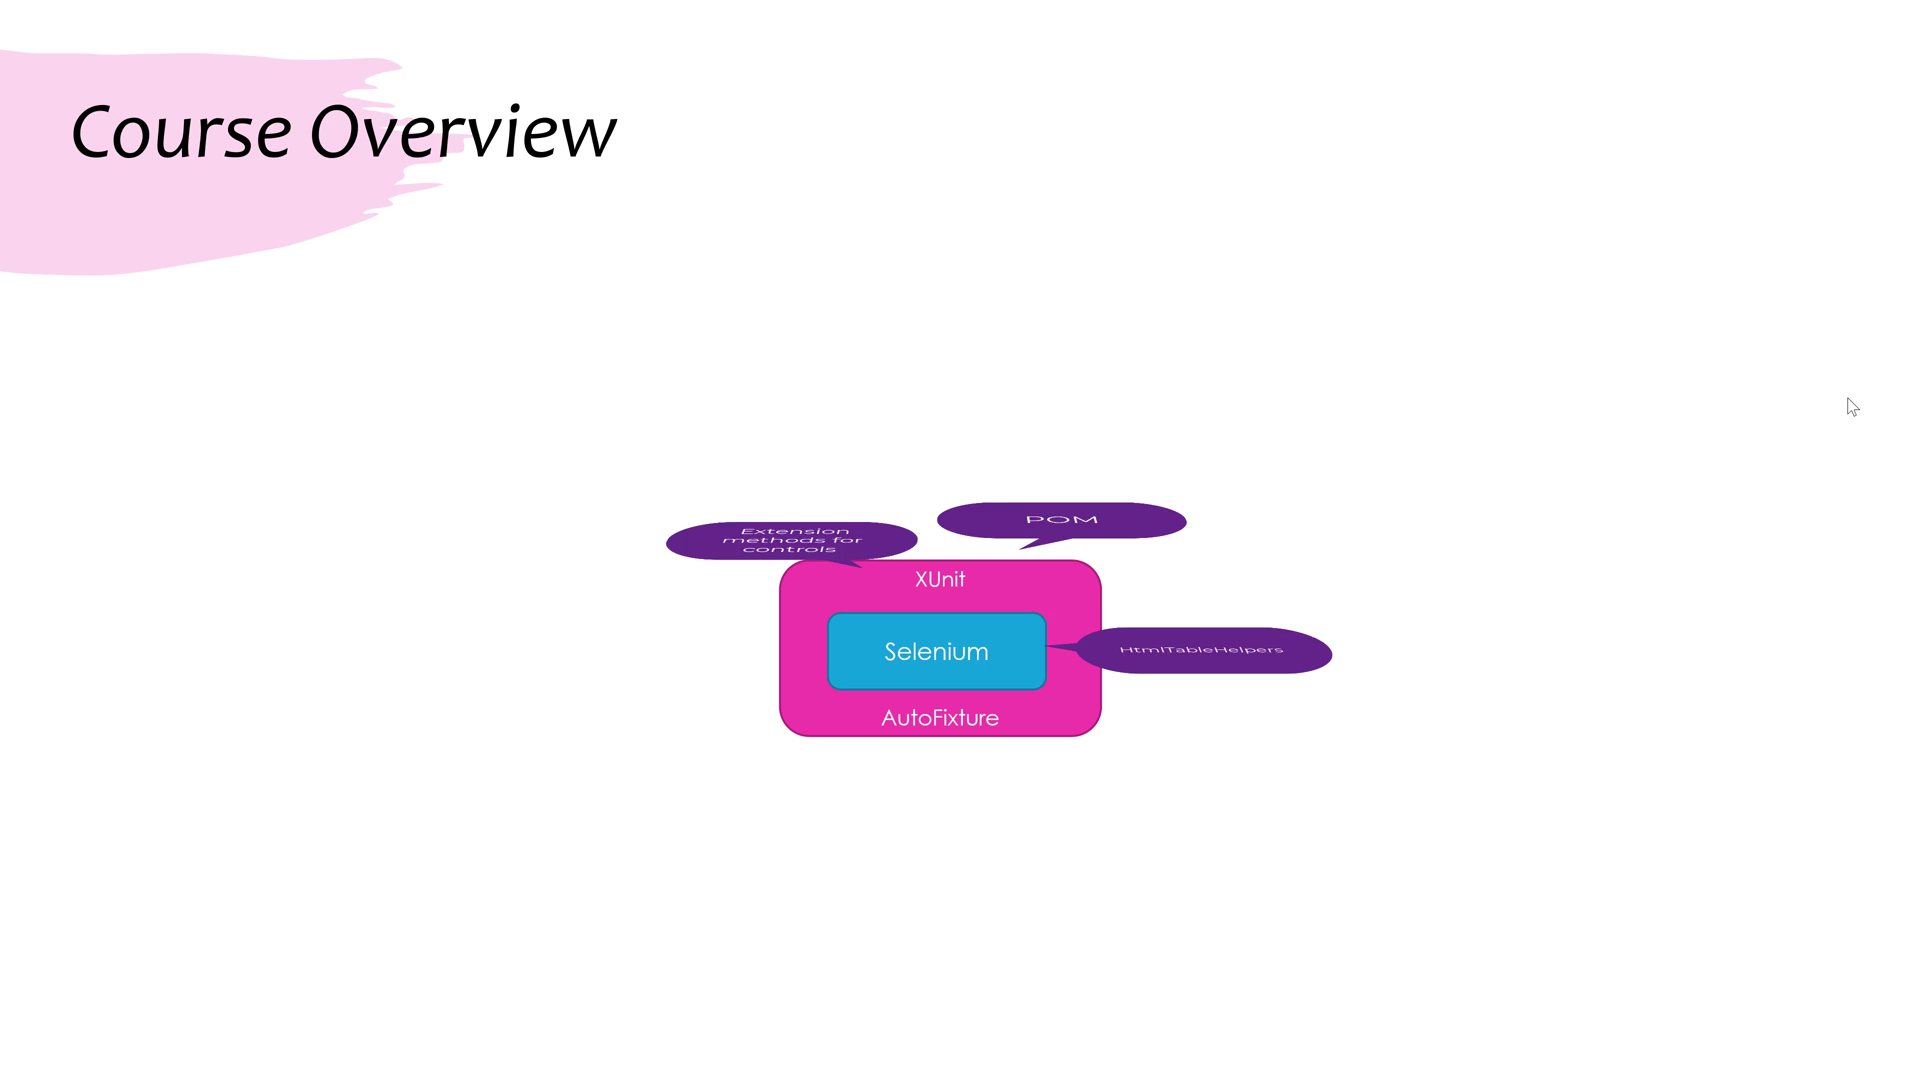 Course Overview
POM
Extension
methods for
controls
XUnit
Selenium
HtmlTableHelpers
AutoFixture